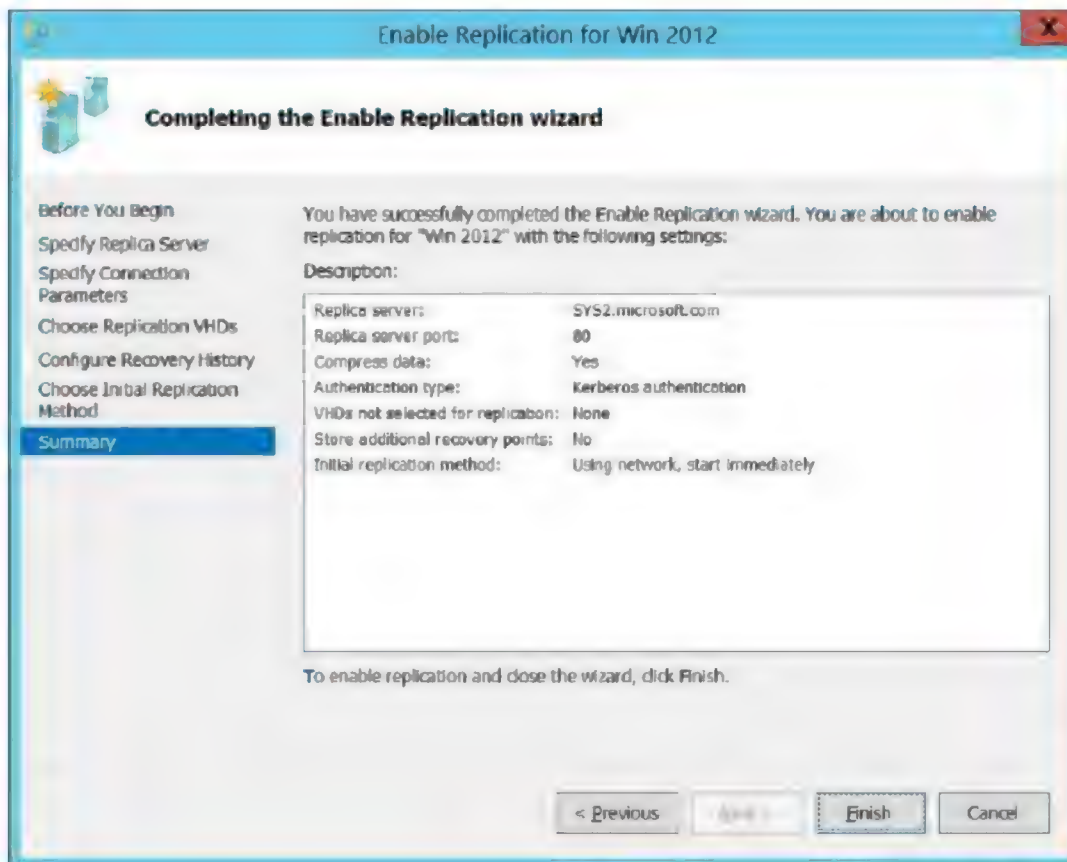 Enable Replication for Win 2012
X
Completing the Enable Replication wizard
Before You Begin
Specify Replica Server
Specify Connection
Parameters
Choose Replication VHDs
Configure Recovery History
Choose Initial Replication
Method
Summary
You have successfully completed the Enable Replication wizard. You are about to enable
replication for "Win 2012" with the following settings:
Description:
Replica server: SYS2.microsoft.com
Replica server port: 80
Compress data: Yes
Authentication type: Kerberos authentication
VHDs not selected for replication: None
Store additional recovery points: No
Initial replication method: Using network, start immediately
To enable replication and close the wizard, click Finish.
< Previous
Finish
Cancel